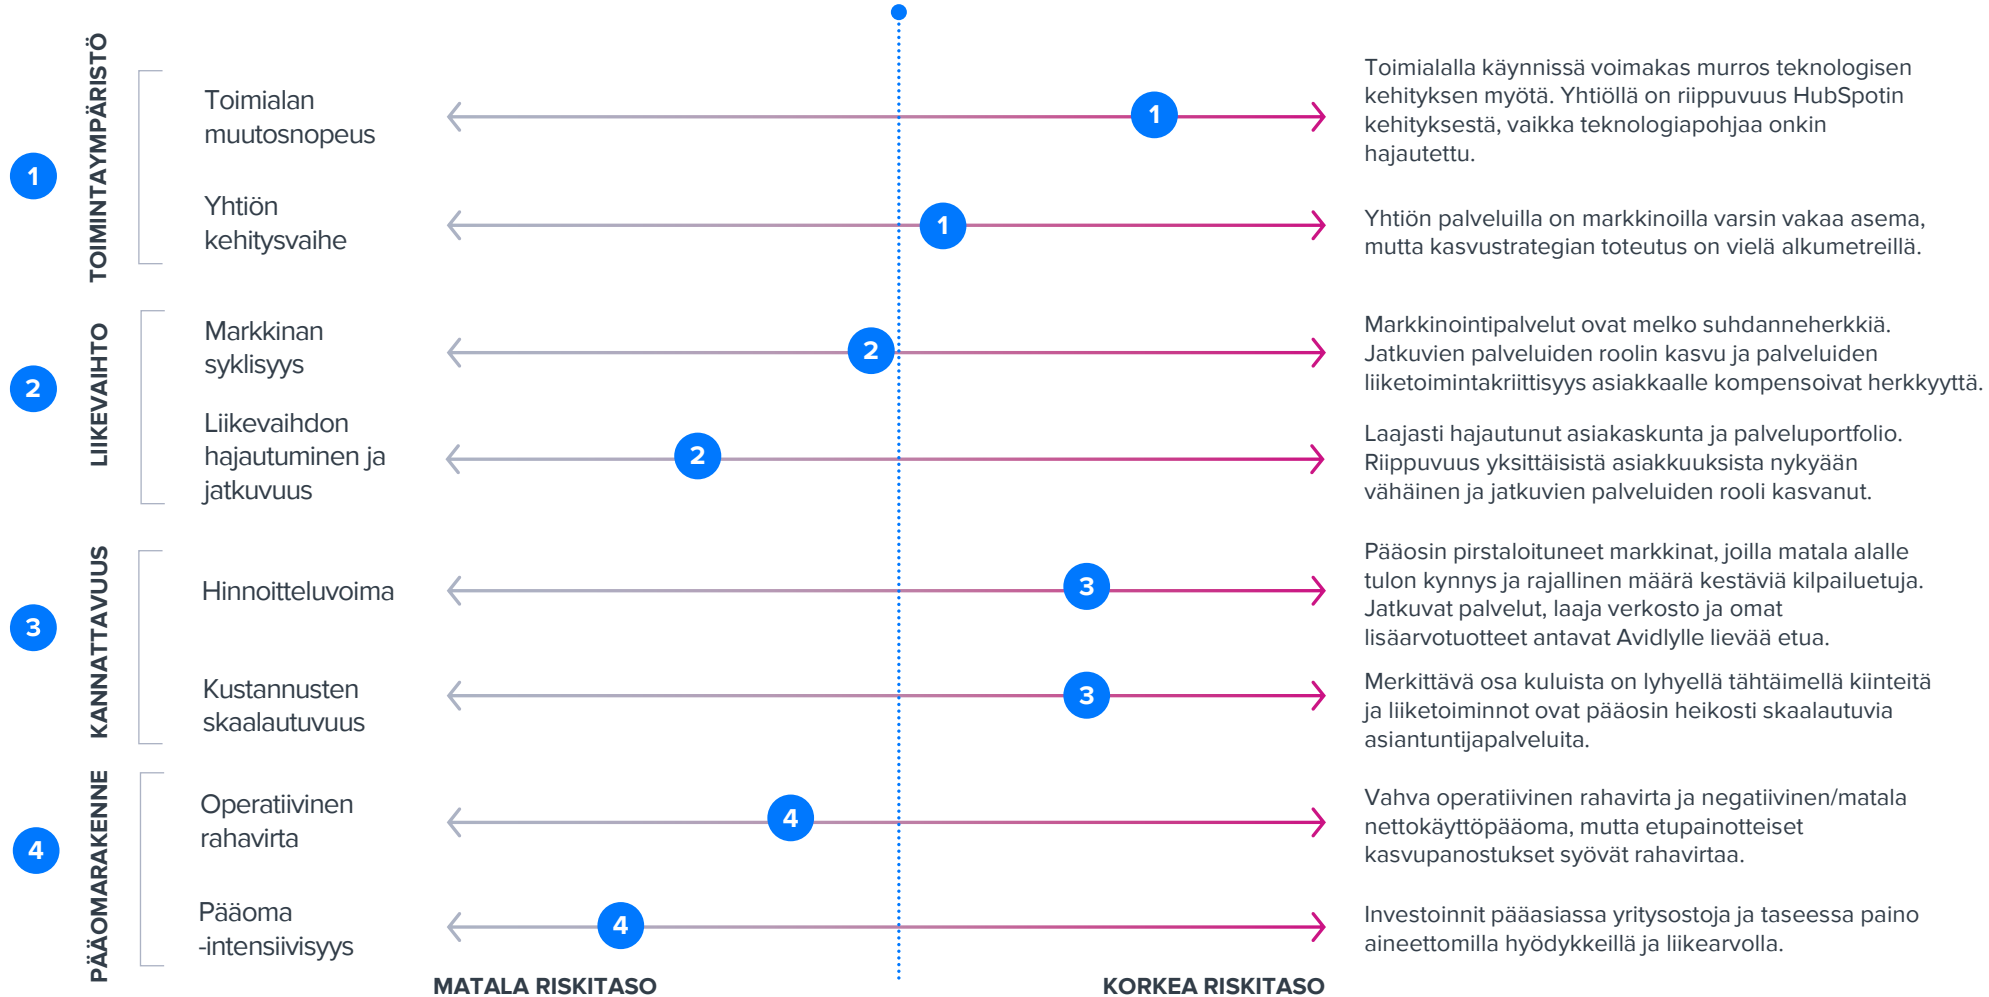 TOIMINTAYMPÄRISTÖ
1
Toimialan
muutosnopeus
1
Toimialalla käynnissä voimakas murros teknologisen
kehityksen myötä. Yhtiöllä on riippuvuus HubSpotin
kehityksestä, vaikka teknologiapohjaa onkin
hajautettu.
Yhtiön
kehitysvaihe
1
Yhtiön palveluilla on markkinoilla varsin vakaa asema,
mutta kasvustrategian toteutus on vielä alkumetreillä.
LIIKEVAIHTO
2
Markkinan
syklisyys
2
Markkinointipalvelut ovat melko suhdanneherkkiä.
Jatkuvien palveluiden roolin kasvu ja palveluiden
liiketoimintakriittisyys asiakkaalle kompensoivat herkkyyttä.
Liikevaihdon
hajautuminen ja
jatkuvuus
2
Laajasti hajautunut asiakaskunta ja palveluportfolio.
Riippuvuus yksittäisistä asiakkuuksista nykyään
vähäinen ja jatkuvien palveluiden rooli kasvanut.
KANNATTAVUUS
3
Hinnoitteluvoima
3
Pääosin pirstaloituneet markkinat, joilla matala alalle
tulon kynnys ja rajallinen määrä kestäviä kilpailuetuja.
Jatkuvat palvelut, laaja verkosto ja omat
lisäarvotuotteet antavat Avidlylle lievää etua.
Kustannusten
skaalautuvuus
3
Merkittävä osa kuluista on lyhyellä tähtäimellä kiinteitä
ja liiketoiminnot ovat pääosin heikosti skaalautuvia
asiantuntijapalveluita.
PÄÄOMARAKENNE
4
Operatiivinen
rahavirta
4
Vahva operatiivinen rahavirta ja negatiivinen/matala
nettokäyttöpääoma, mutta etupainotteiset
kasvupanostukset syövät rahavirtaa.
Pääoma
-intensiivisyys
4
Investoinnit pääasiassa yritysostoja ja taseessa paino
aineettomilla hyödykkeillä ja liikearvolla.
MATALA RISKITASO
KORKEA RISKITASO